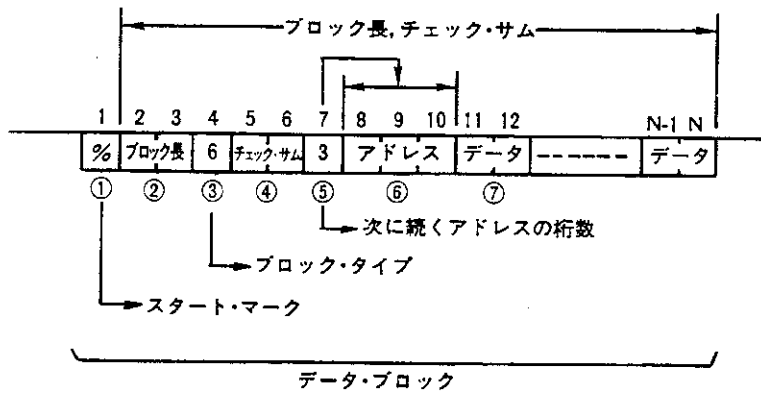 ブロック長,チェック・サム
1 2 3 4 5 6 7 8 9 10 11 12 N-1 N
% ブロック長 6 チェック・サム 3 アドレス データ ------ データ
① ② ③ ④ ⑤ ⑥ ⑦
次に続くアドレスの桁数
ブロック・タイプ
スタート・マーク
データ・ブロック